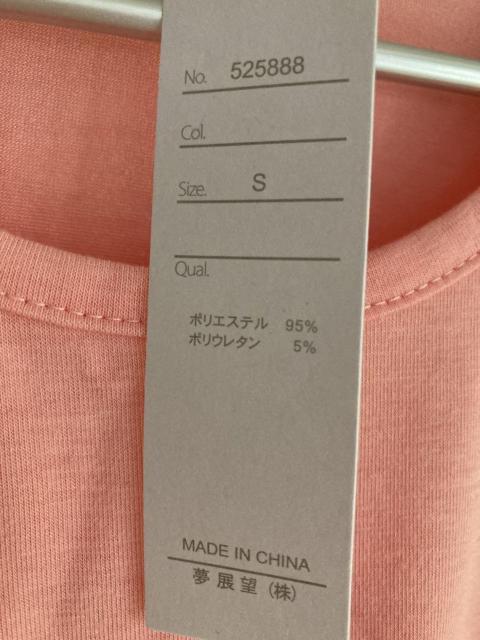 No. 525888
Col.
Size. S
Qual.
ポリエステル 95%
ポリウレタン 5%
MADE IN CHINA
夢展望(株)